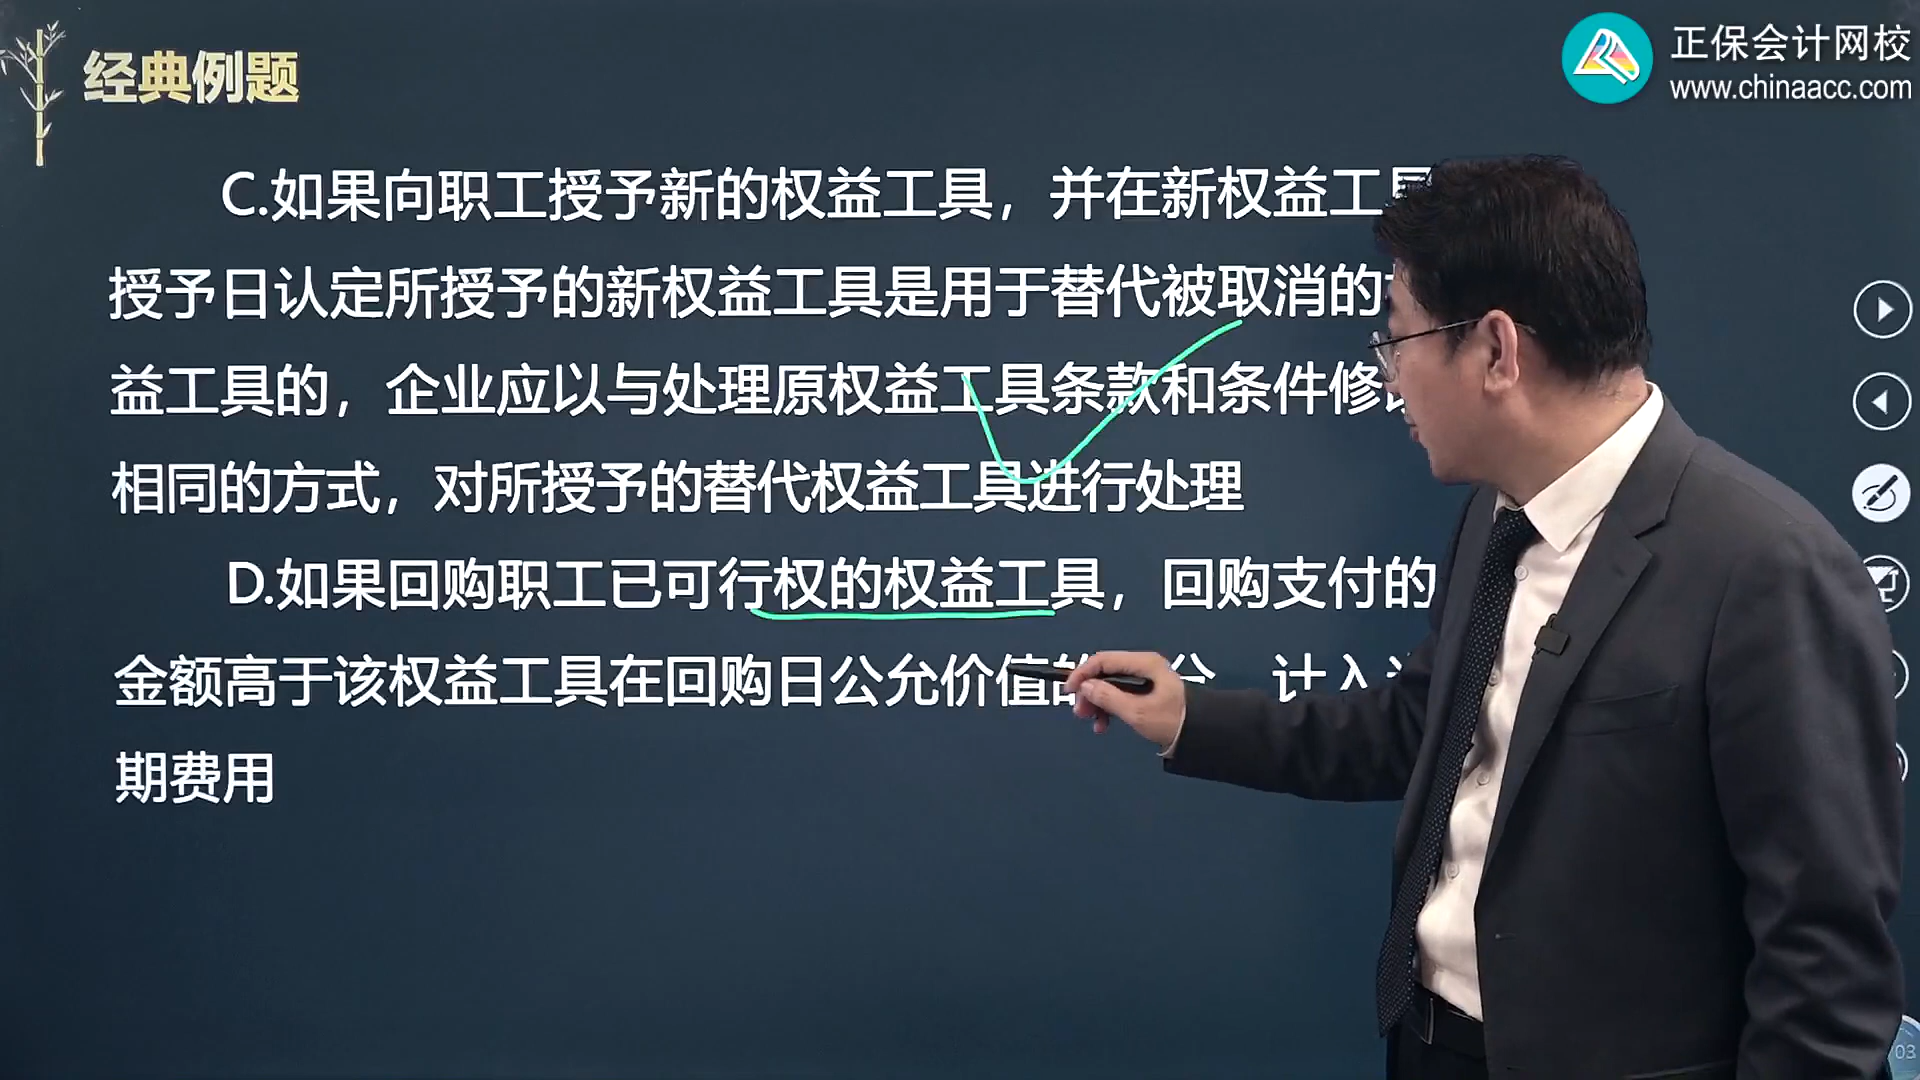 经典例题
正保会计网校
www.chinaacc.com
C.如果向职工授予新的权益工具，并在新权益工具
授予日认定所授予的新权益工具是用于替代被取消的
益工具的，企业应以与处理原权益工具条款和条件修
相同的方式，对所授予的替代权益工具进行处理
D.如果回购职工已可行权的权益工具，回购支付的
金额高于该权益工具在回购日公允价值的 分，计入
期费用
03